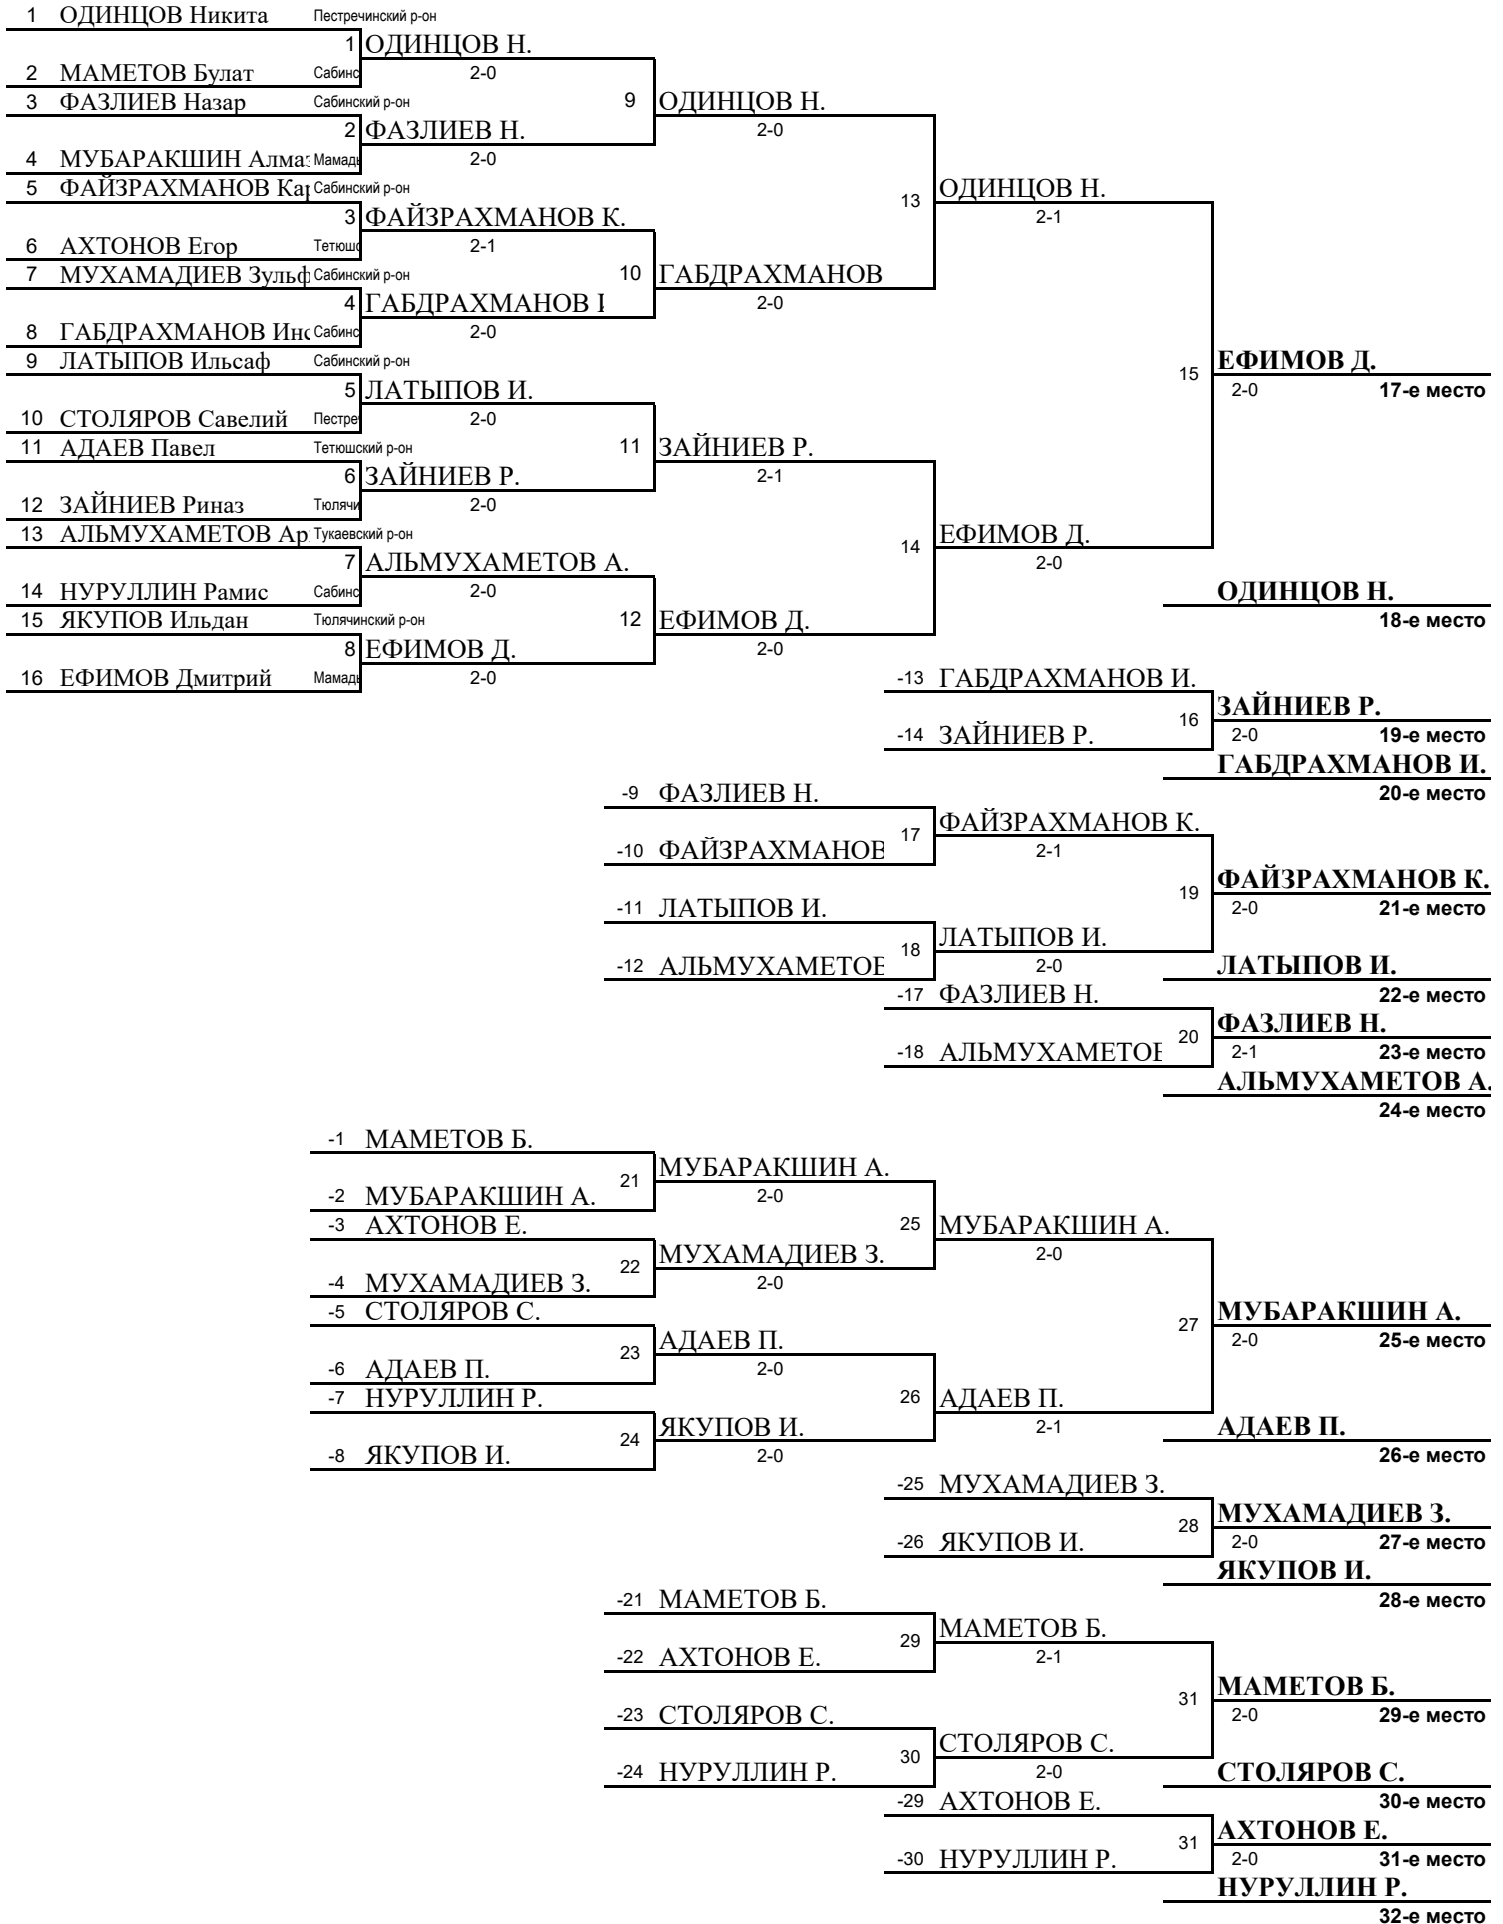 1 ОДИНЦОВ Никита Пестречинский р-он
1 ОДИНЦОВ Н.
2 МАМЕТОВ Булат Сабинс 2-0
3 ФАЗЛИЕВ Назар Сабинский р-он 9 ОДИНЦОВ Н.
2 ФАЗЛИЕВ Н. 2-0
4 МУБАРАКШИН Алма Мамад 2-0
5 ФАЙЗРАХМАНОВ Ка Сабинский р-он 13 ОДИНЦОВ Н.
3 ФАЙЗРАХМАНОВ К. 2-1
6 АХТОНОВ Егор Тетюш 2-1
7 МУХАМАДИЕВ Зульф Сабинский р-он 10 ГАБДРАХМАНОВ
4 ГАБДРАХМАНОВ 2-0
8 ГАБДРАХМАНОВ Инс Сабинс 2-0
9 ЛАТЫПОВ Ильсаф Сабинский р-он 15 ЕФИМОВ Д.
5 ЛАТЫПОВ И. 2-0 17-е место
10 СТОЛЯРОВ Савелий Пестре 2-0
11 АДАЕВ Павел Тетюшский р-он 11 ЗАЙНИЕВ Р.
6 ЗАЙНИЕВ Р. 2-1
12 ЗАЙНИЕВ Риназ Тюлячи 2-0
13 АЛЬМУХАМЕТОВ Ар Тукаевский р-он 14 ЕФИМОВ Д.
7 АЛЬМУХАМЕТОВ А. 2-0
14 НУРУЛЛИН Рамис Сабинс 2-0 ОДИНЦОВ Н.
15 ЯКУПОВ Ильдан Тюлячинский р-он 12 ЕФИМОВ Д. 18-е место
8 ЕФИМОВ Д. 2-0
16 ЕФИМОВ Дмитрий Мамад 2-0 -13 ГАБДРАХМАНОВ И.
16 ЗАЙНИЕВ Р.
-14 ЗАЙНИЕВ Р. 2-0 19-е место
ГАБДРАХМАНОВ И.
-9 ФАЗЛИЕВ Н. 20-е место
17 ФАЙЗРАХМАНОВ К.
-10 ФАЙЗРАХМАНОВ 2-1
19 ФАЙЗРАХМАНОВ К.
-11 ЛАТЫПОВ И. 2-0 21-е место
18 ЛАТЫПОВ И.
-12 АЛЬМУХАМЕТОВ 2-0 ЛАТЫПОВ И.
-17 ФАЗЛИЕВ Н. 22-е место
20 ФАЗЛИЕВ Н.
-18 АЛЬМУХАМЕТОВ 2-1 23-е место
АЛЬМУХАМЕТОВ А.
24-е место
-1 МАМЕТОВ Б.
21 МУБАРАКШИН А.
-2 МУБАРАКШИН А. 2-0
-3 АХТОНОВ Е. 25 МУБАРАКШИН А.
22 МУХАМАДИЕВ З. 2-0
-4 МУХАМАДИЕВ З. 2-0
-5 СТОЛЯРОВ С. 27 МУБАРАКШИН А.
23 АДАЕВ П. 2-0 25-е место
-6 АДАЕВ П. 2-0
-7 НУРУЛЛИН Р. 26 АДАЕВ П.
24 ЯКУПОВ И. 2-1 АДАЕВ П.
-8 ЯКУПОВ И. 2-0 26-е место
-25 МУХАМАДИЕВ З.
28 МУХАМАДИЕВ З.
-26 ЯКУПОВ И. 2-0 27-е место
ЯКУПОВ И.
-21 МАМЕТОВ Б. 28-е место
29 МАМЕТОВ Б.
-22 АХТОНОВ Е. 2-1
31 МАМЕТОВ Б.
-23 СТОЛЯРОВ С. 2-0 29-е место
30 СТОЛЯРОВ С.
-24 НУРУЛЛИН Р. 2-0 СТОЛЯРОВ С.
-29 АХТОНОВ Е. 30-е место
31 АХТОНОВ Е.
-30 НУРУЛЛИН Р. 2-0 31-е место
НУРУЛЛИН Р.
32-е место